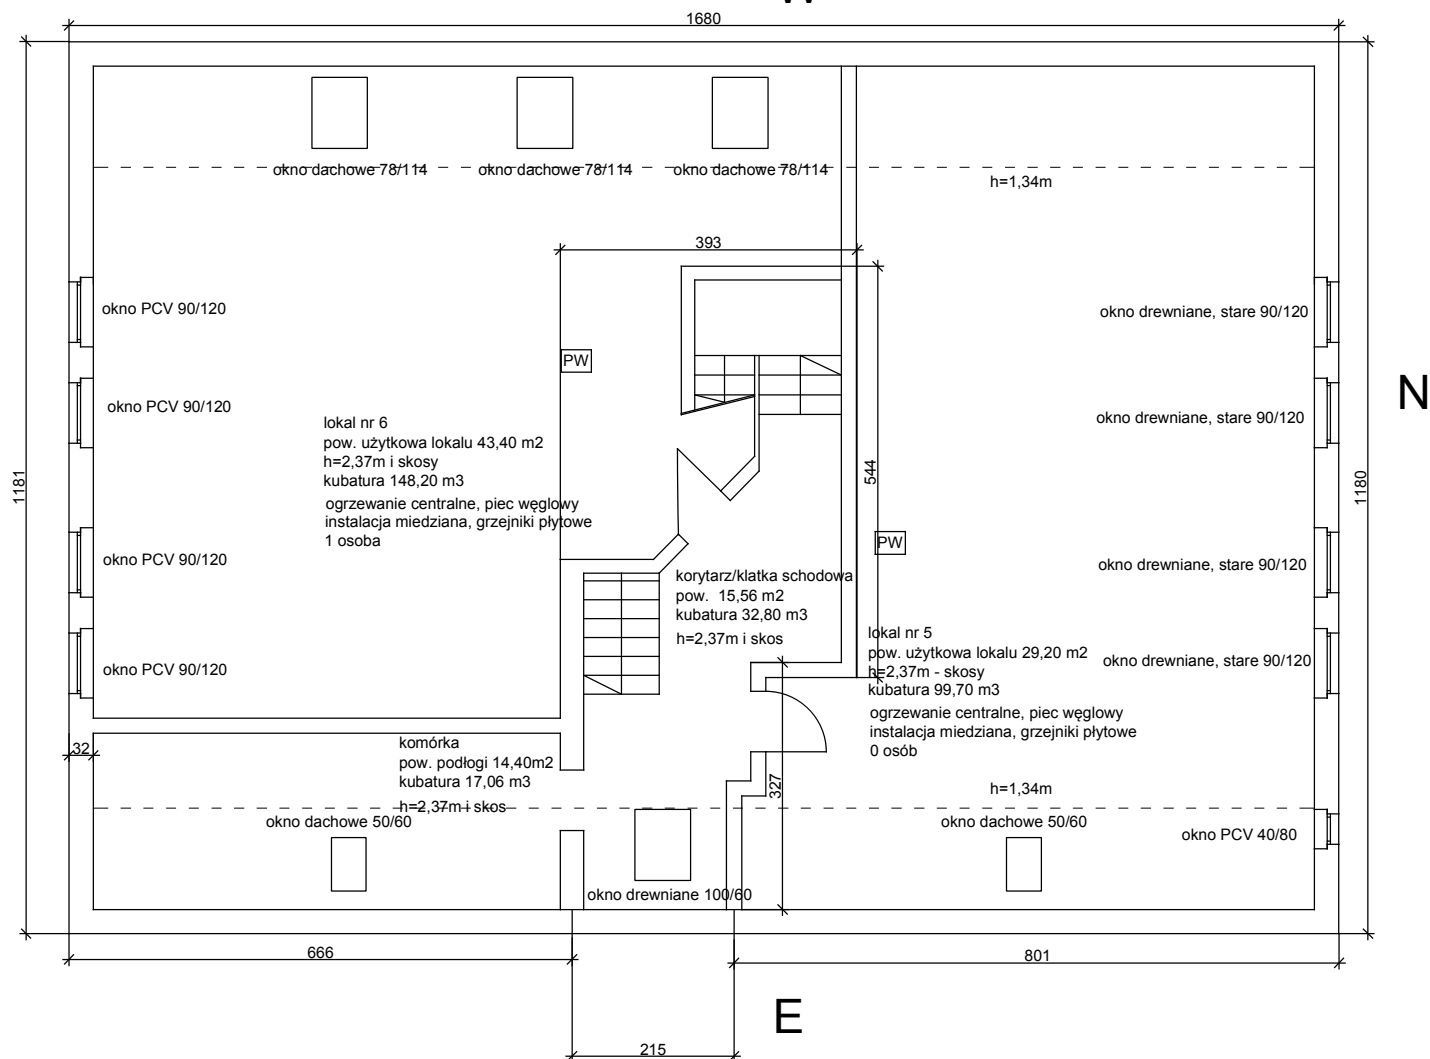 W
1680
okno dachowe 78/114
okno dachowe 78/114
okno dachowe 78/114
h=1,34m
393
okno PCV 90/120
okno drewniane, stare 90/120
PW
N
okno PCV 90/120
okno drewniane, stare 90/120
lokal nr 6
pow. użytkowa lokalu 43,40 m2
h=2,37m i skosy
kubatura 148,20 m3
ogrzewanie centralne, piec węglowy
instalacja miedziana, grzejniki płytowe
1 osoba
1181
544
1180
PW
okno PCV 90/120
okno drewniane, stare 90/120
korytarz/klatka schodowa
pow. 15,56 m2
kubatura 32,80 m3
h=2,37m i skos
lokal nr 5
pow. użytkowa lokalu 29,20 m2
h=2,37m - skosy
kubatura 99,70 m3
ogrzewanie centralne, piec węglowy
instalacja miedziana, grzejniki płytowe
0 osób
okno drewniane, stare 90/120
okno PCV 90/120
32
komórka
pow. podłogi 14,40m2
kubatura 17,06 m3
h=2,37m i skos
327
h=1,34m
okno dachowe 50/60
okno dachowe 50/60
okno PCV 40/80
okno drewniane 100/60
666
801
E
215